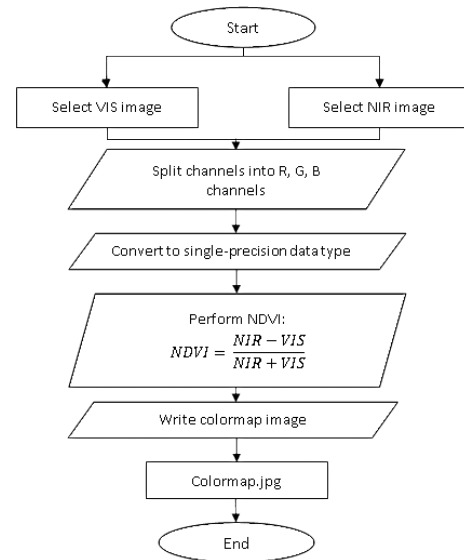 Start
Select VIS image
Select NIR image
Split channels into R, G, B
channels
Convert to single-precision data type
Perform NDVI:
NDVI = \frac{NIR − VIS}{NIR + VIS}
Write colormap image
Colormap.jpg
End